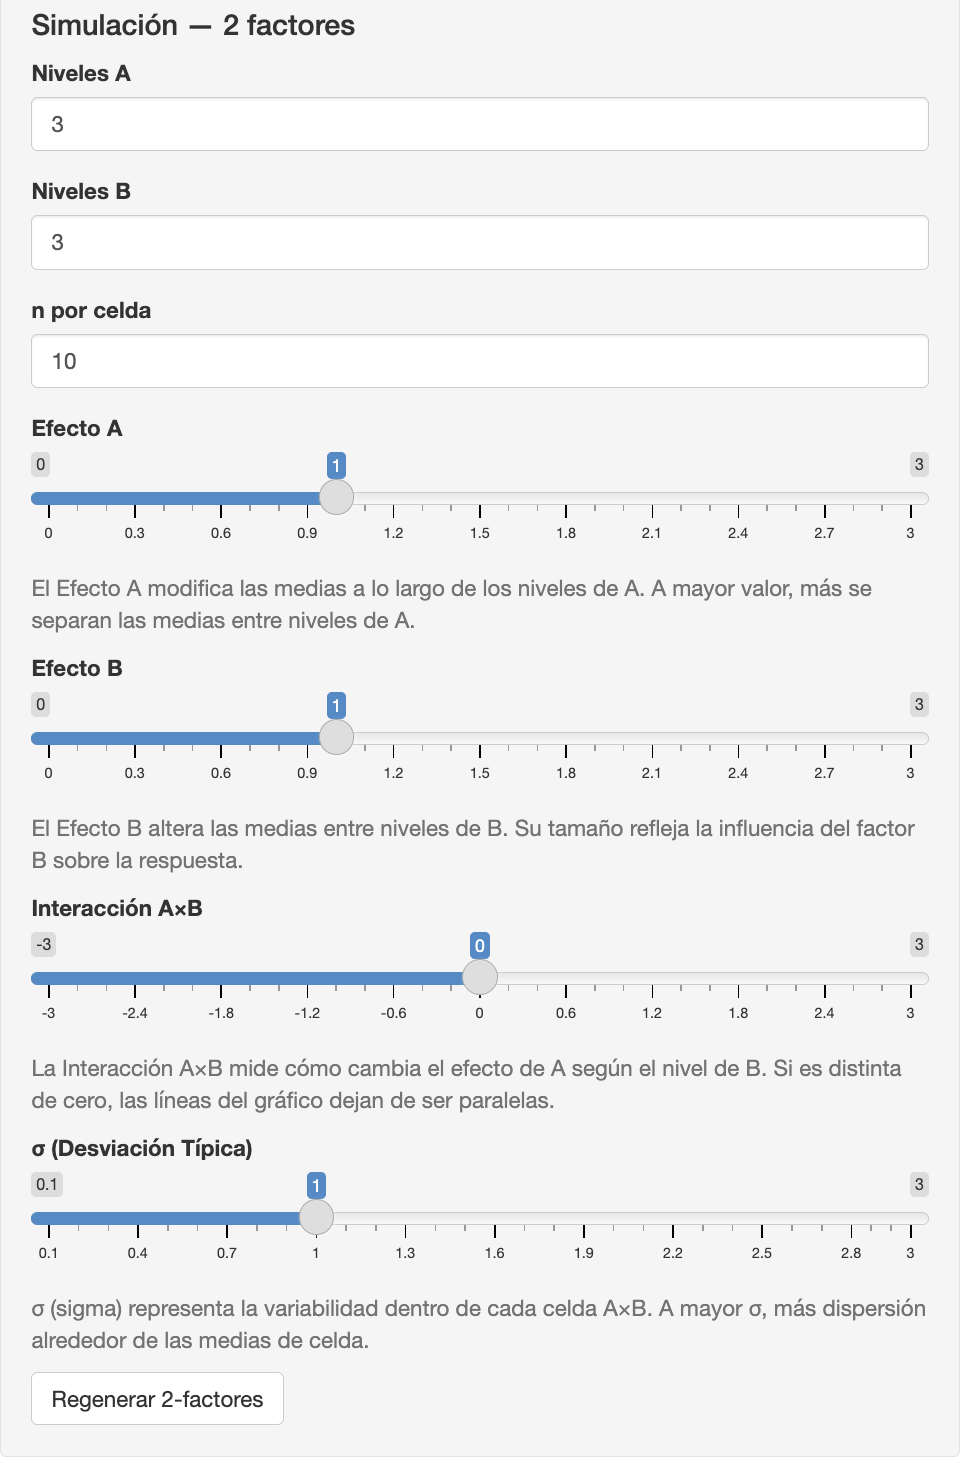 Simulación — 2 factores
Niveles A
3
Niveles B
3
n por celda
10
Efecto A
0 1 3
0 0.3 0.6 0.9 1.2 1.5 1.8 2.1 2.4 2.7 3
El Efecto A modifica las medias a lo largo de los niveles de A. A mayor valor, más se
separan las medias entre niveles de A.
Efecto B
0 1 3
0 0.3 0.6 0.9 1.2 1.5 1.8 2.1 2.4 2.7 3
El Efecto B altera las medias entre niveles de B. Su tamaño refleja la influencia del factor
B sobre la respuesta.
Interacción A×B
-3 0 3
-3 -2.4 -1.8 -1.2 -0.6 0 0.6 1.2 1.8 2.4 3
La Interacción A×B mide cómo cambia el efecto de A según el nivel de B. Si es distinta
de cero, las líneas del gráfico dejan de ser paralelas.
σ (Desviación Típica)
0.1 1 3
0.1 0.4 0.7 1 1.3 1.6 1.9 2.2 2.5 2.8 3
σ (sigma) representa la variabilidad dentro de cada celda A×B. A mayor σ, más dispersión
alrededor de las medias de celda.
Regenerar 2-factores